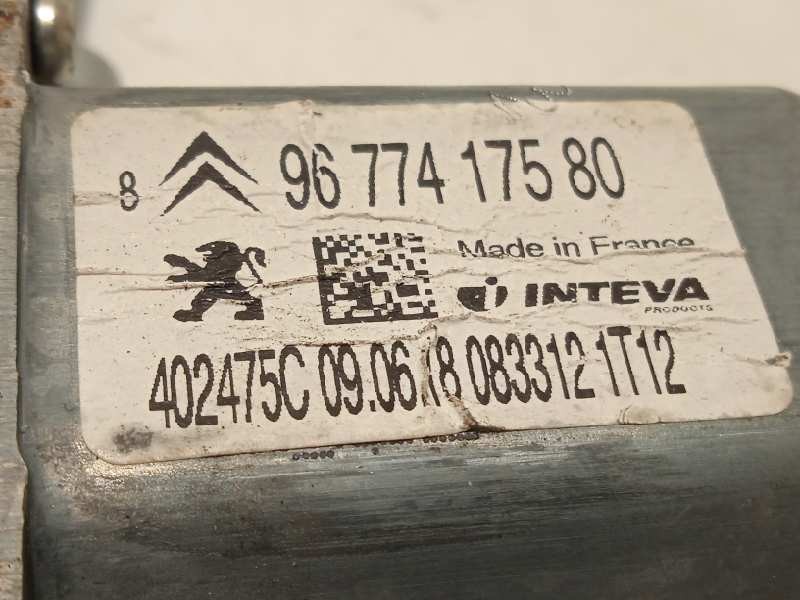 8 96 774 175 80
Made in France
INTEVA
PRODUCTS
402475C 09.06.18 083312 1T12